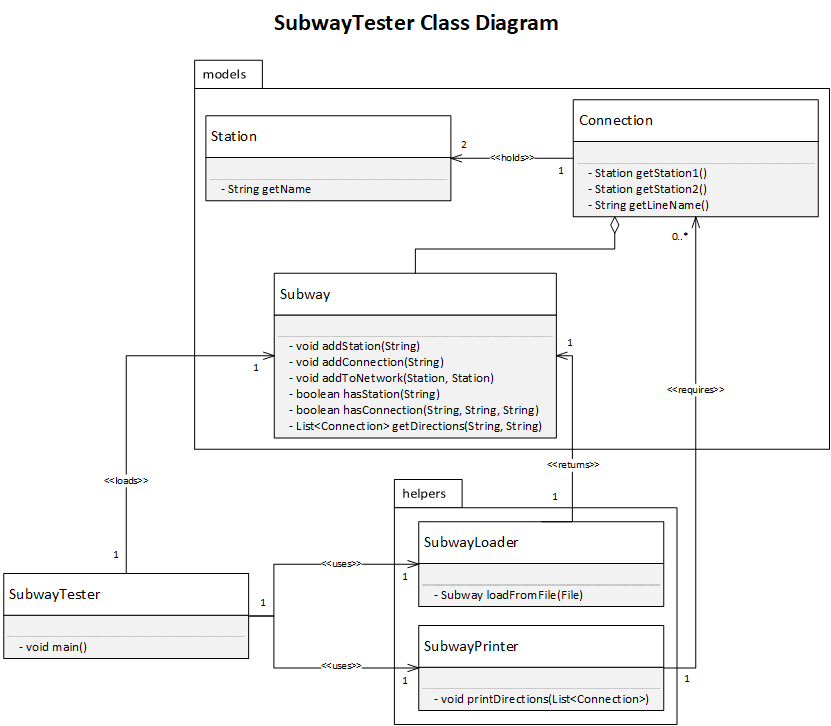 SubwayTester Class Diagram
models
Station
- String getName
2
<<holds>>
1
Connection
- Station getStation1()
- Station getStation2()
- String getLineName()
0..*
Subway
- void addStation(String)
- void addConnection(String)
- void addToNetwork(Station, Station)
- boolean hasStation(String)
- boolean hasConnection(String, String, String)
- List<Connection> getDirections(String, String)
1
1
<<requires>>
<<loads>>
<<returns>>
1
helpers
SubwayLoader
- Subway loadFromFile(File)
1
<<uses>>
1
SubwayTester
- void main()
1
<<uses>>
1
SubwayPrinter
- void printDirections(List<Connection>)
1